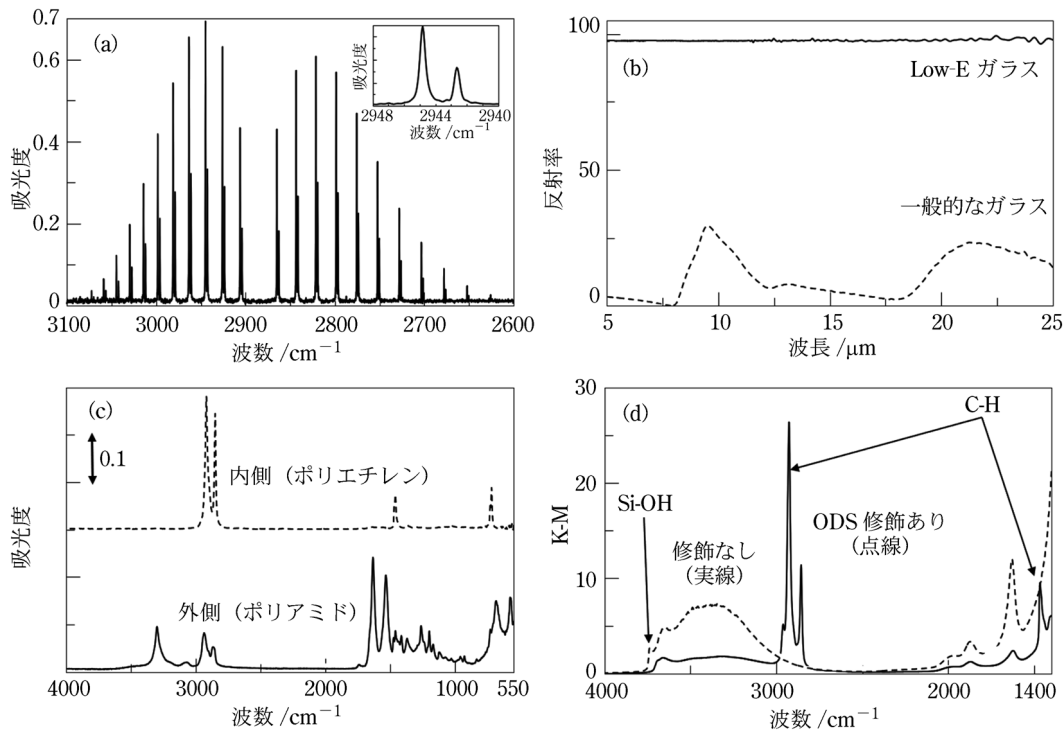 (a)
吸光度
0.7
0.6
0.4
0.2
0
3100
3000
2900
2800
2700
2600
波数 /cm⁻¹
吸光度
2948
2944
2940
波数 /cm⁻¹
(b)
反射率
100
50
0
Low-E ガラス
一般的なガラス
5
10
15
20
25
波長 /μm
(c)
吸光度
0.1
内側（ポリエチレン）
外側（ポリアミド）
4000
3000
2000
1000
550
波数 /cm⁻¹
(d)
K-M
30
20
10
0
C-H
Si-OH
ODS 修飾あり
（点線）
修飾なし
（実線）
4000
3000
2000
1400
波数 /cm⁻¹